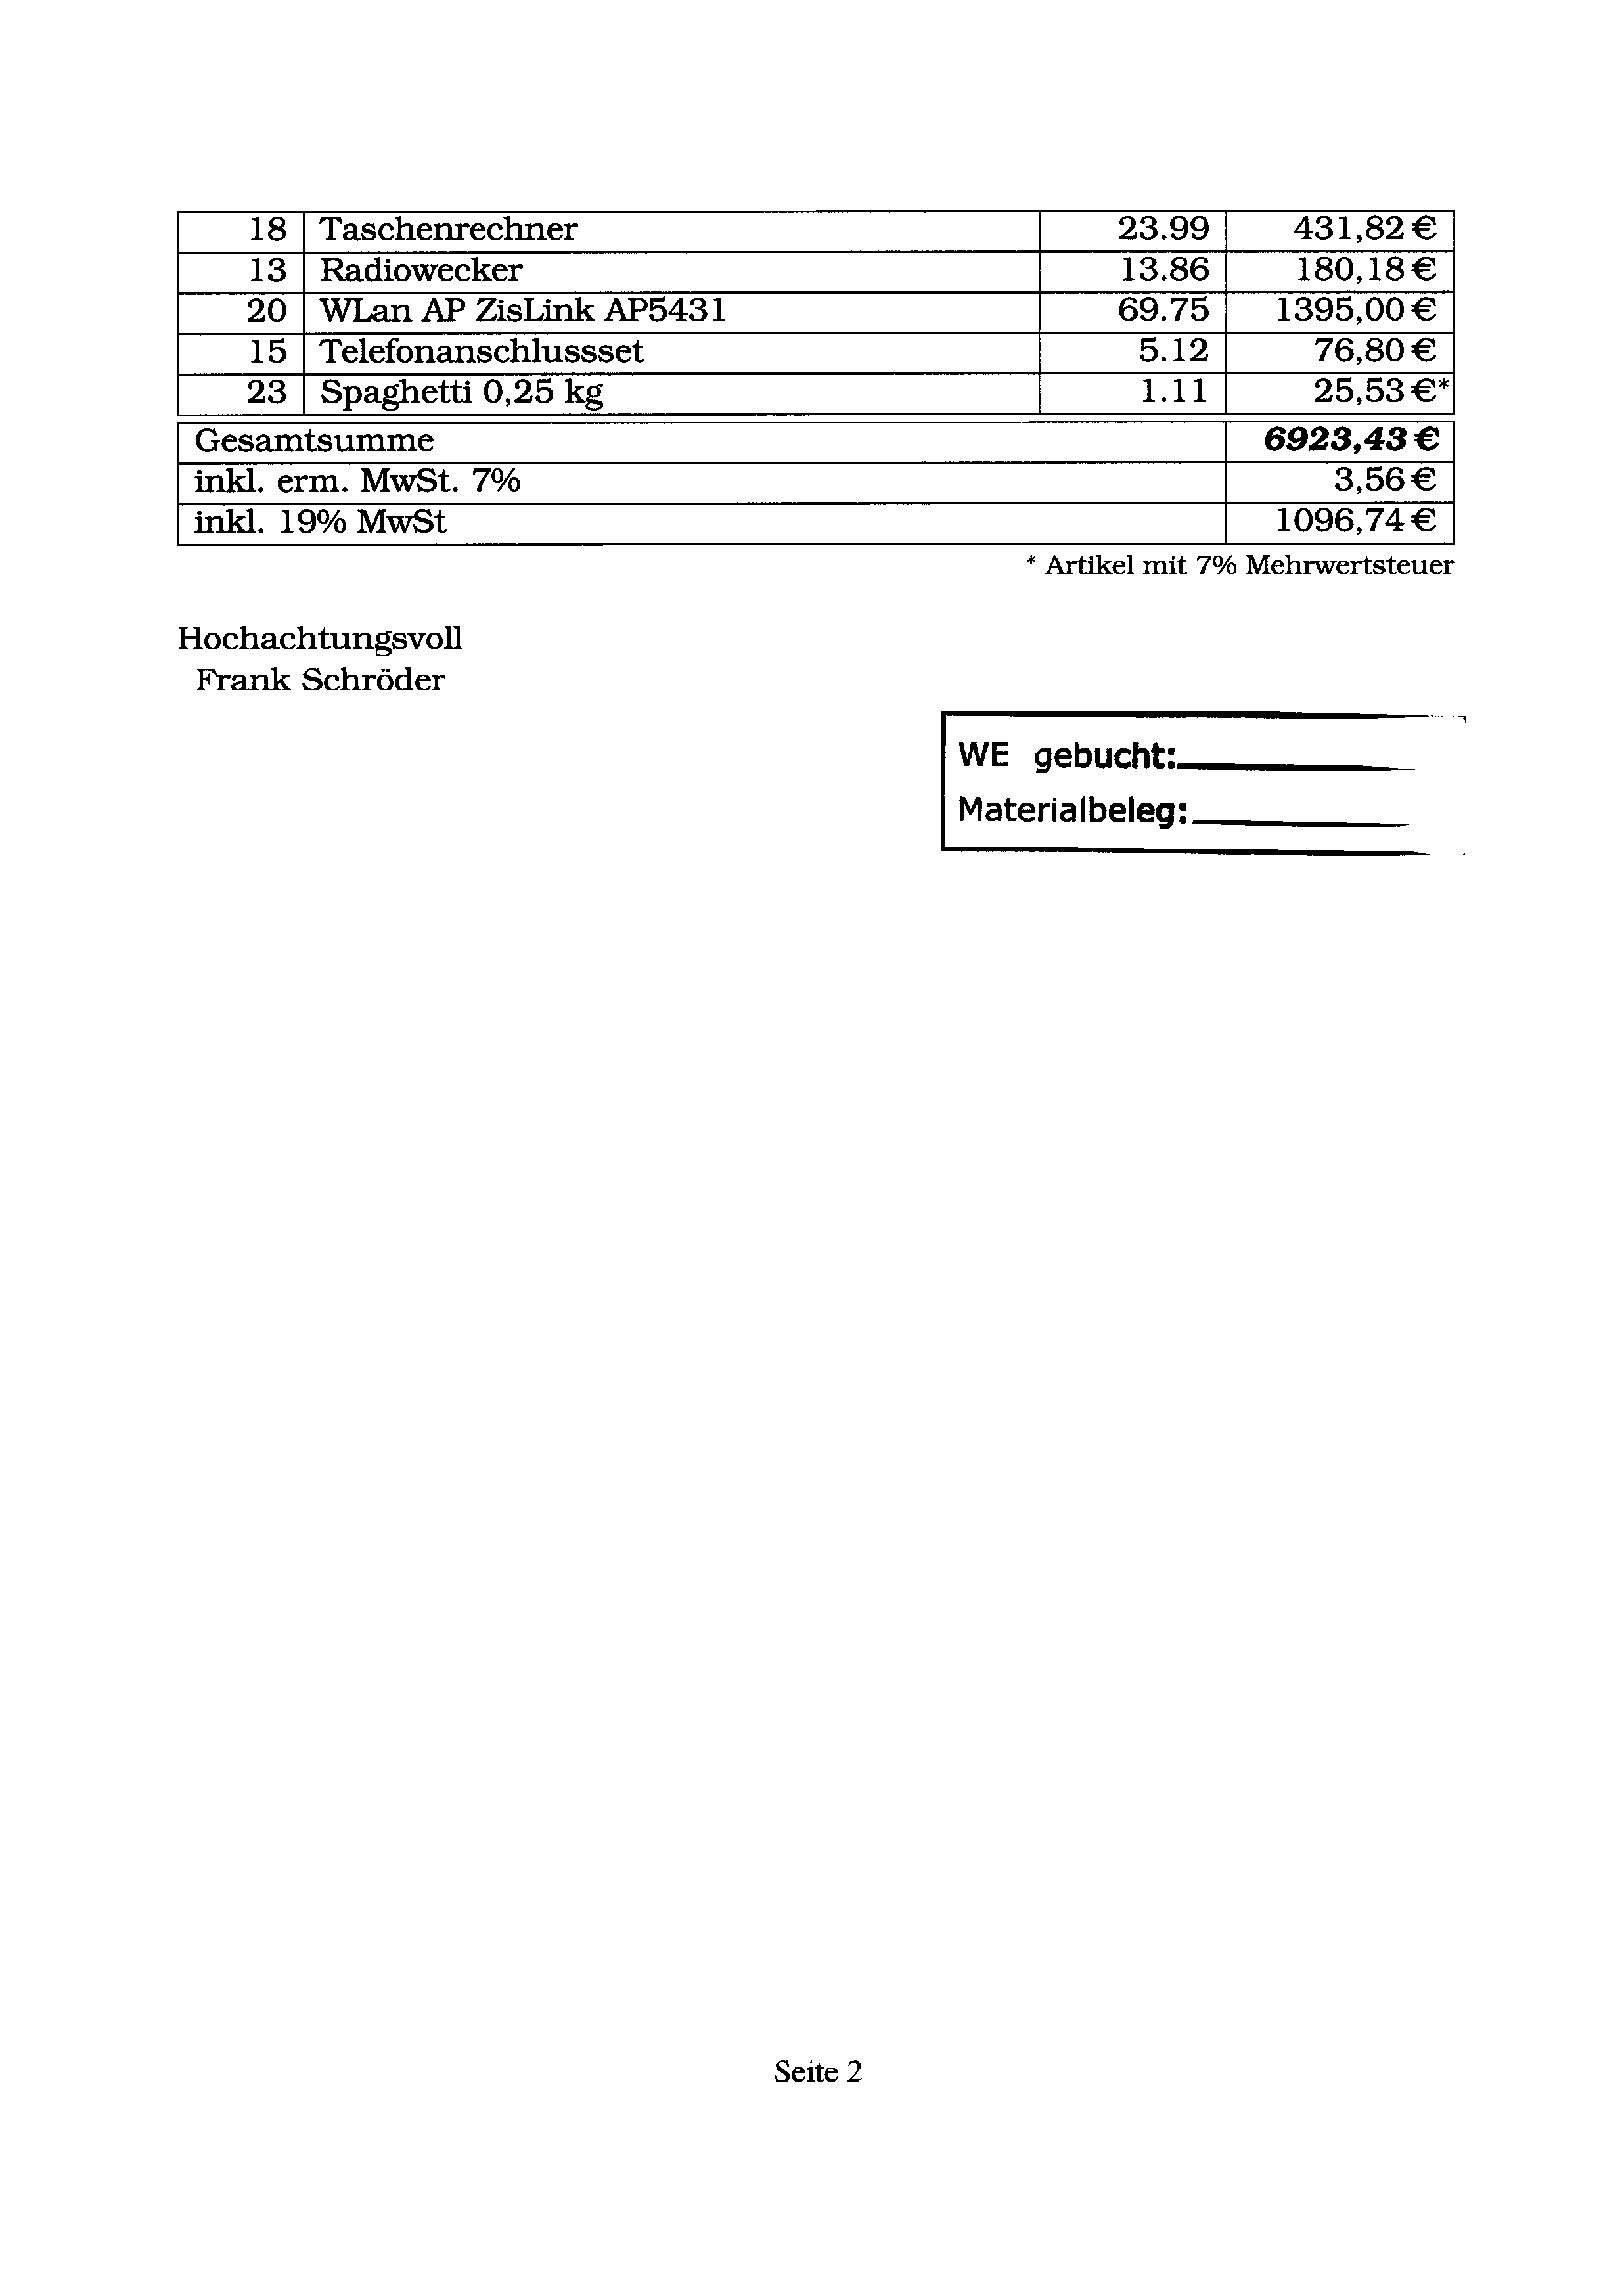 18 Taschenrechner 23.99 431,82 €
13 Radiowecker 13.86 180,18 €
20 WLan AP ZisLink AP5431 69.75 1395,00 €
15 Telefonanschlussset 5.12 76,80 €
23 Spaghetti 0,25 kg 1.11 25,53 €*
Gesamtsumme 6923,43 €
inkl. erm. MwSt. 7% 3,56 €
inkl. 19% MwSt 1096,74 €
* Artikel mit 7% Mehrwertsteuer
Hochachtungsvoll
Frank Schröder
WE gebucht:
Materialbeleg:
Seite 2